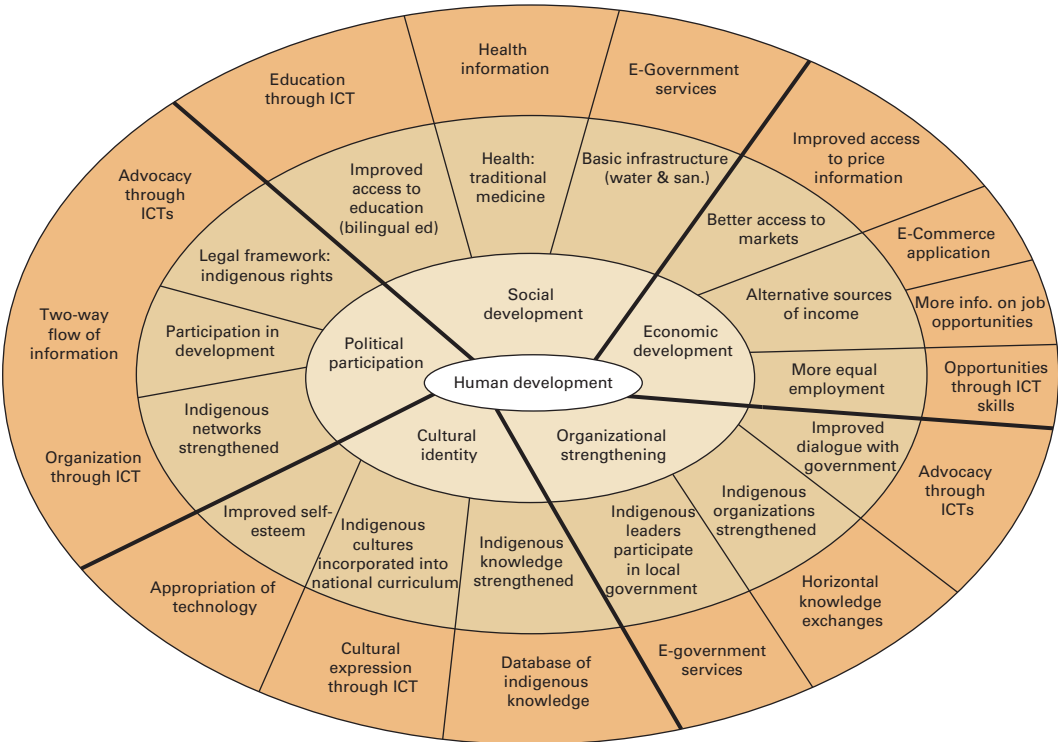 Health
information
Education
through ICT
E-Government
services
Improved access
to price
information
Advocacy
through
ICTs
E-Commerce
application
More info. on job
opportunities
Opportunities
through ICT
skills
Two-way
flow of
information
Organization
through ICT
Advocacy
through
ICTs
Appropriation of
technology
Cultural
expression
through ICT
Database of
indigenous
knowledge
E-government
services
Horizontal
knowledge
exchanges
Improved
access to
education
(bilingual ed)
Health:
traditional
medicine
Basic infrastructure
(water & san.)
Better access to
markets
Alternative sources
of income
More equal
employment
Legal framework:
indigenous rights
Participation in
development
Indigenous
networks
strengthened
Improved self-
esteem
Indigenous
cultures
incorporated into
national curriculum
Indigenous
knowledge
strengthened
Indigenous
leaders
participate
in local
government
Indigenous
organizations
strengthened
Improved
dialogue with
government
Social
development
Economic
development
Political
participation
Cultural
identity
Organizational
strengthening
Human development